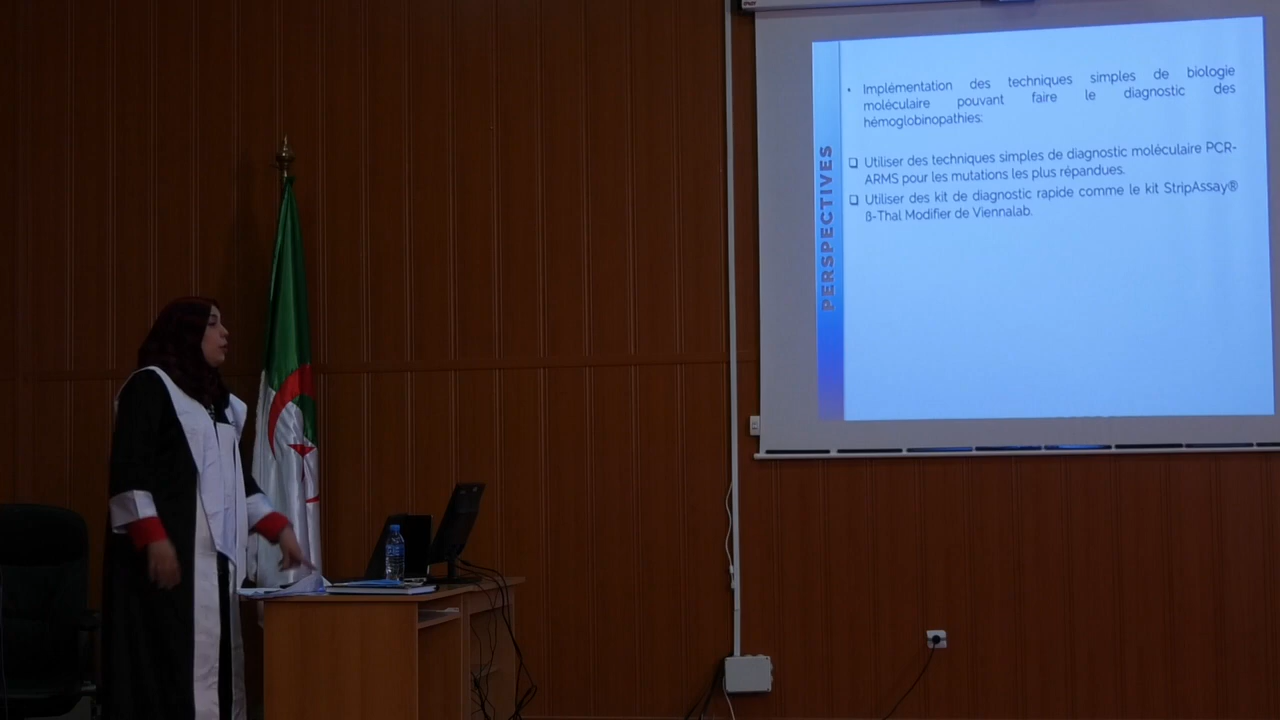 PERSPECTIVES
• Implémentation des techniques simples de biologie
moléculaire pouvant faire le diagnostic des
hémoglobinopathies:
❑ Utiliser des techniques simples de diagnostic moléculaire PCR-
ARMS pour les mutations les plus répandues.
❑ Utiliser des kit de diagnostic rapide comme le kit StripAssay®
β-Thal Modifier de Viennalab.